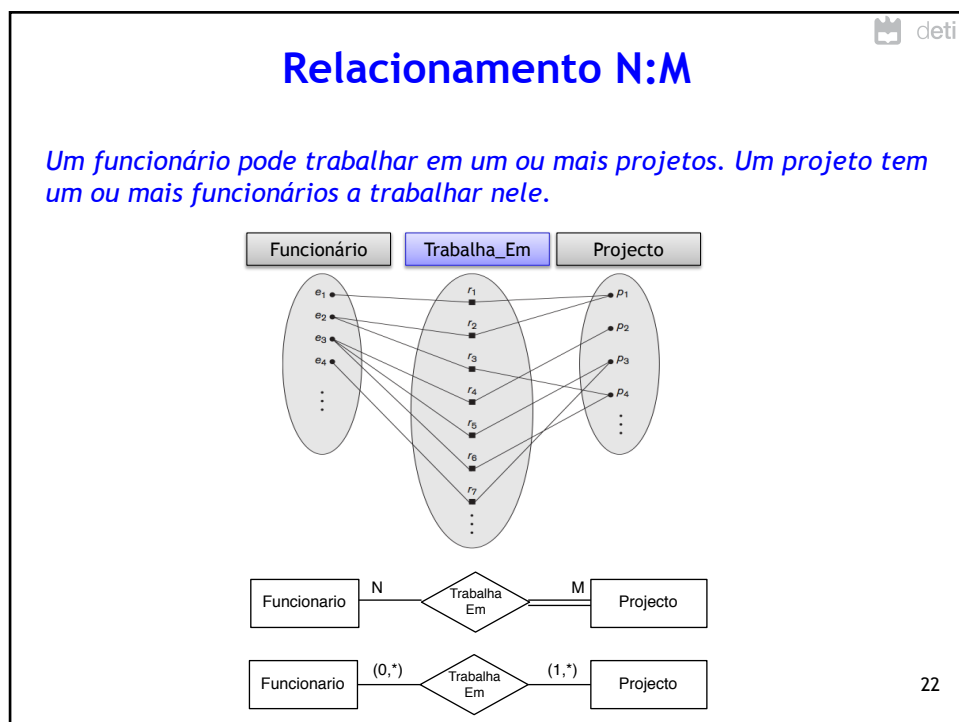 deti
Relacionamento N:M
Um funcionário pode trabalhar em um ou mais projetos. Um projeto tem
um ou mais funcionários a trabalhar nele.
Funcionário Trabalha_Em Projecto
e1 r1 p1
e2 r2 p2
e3 r3 p3
e4 r4 p4
r5
r6
r7
Funcionario N Trabalha M Projecto
Em
Funcionario (0,*) Trabalha (1,*) Projecto
Em
22